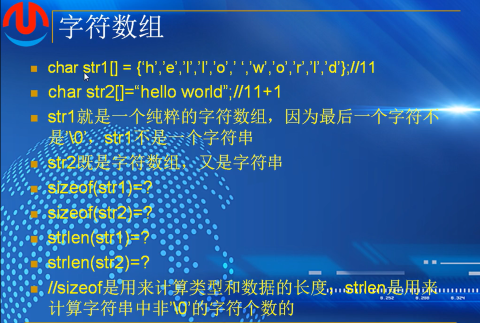 字符数组
char str1[] = {‘h’,’e’,’l’,’l’,’o’,’ ‘,’w’,’o’,’r’,’l’,’d’};//11
char str2[]=“hello world”;//11+1
str1就是一个纯粹的字符数组，因为最后一个字符不
是‘\0’，str1不是一个字符串
str2既是字符数组，又是字符串
sizeof(str1)=?
sizeof(str2)=?
strlen(str1)=?
strlen(str2)=?
//sizeof是用来计算类型和数据的长度，strlen是用来
计算字符串中非’\0’的字符个数的
0.252 0.288 0.324